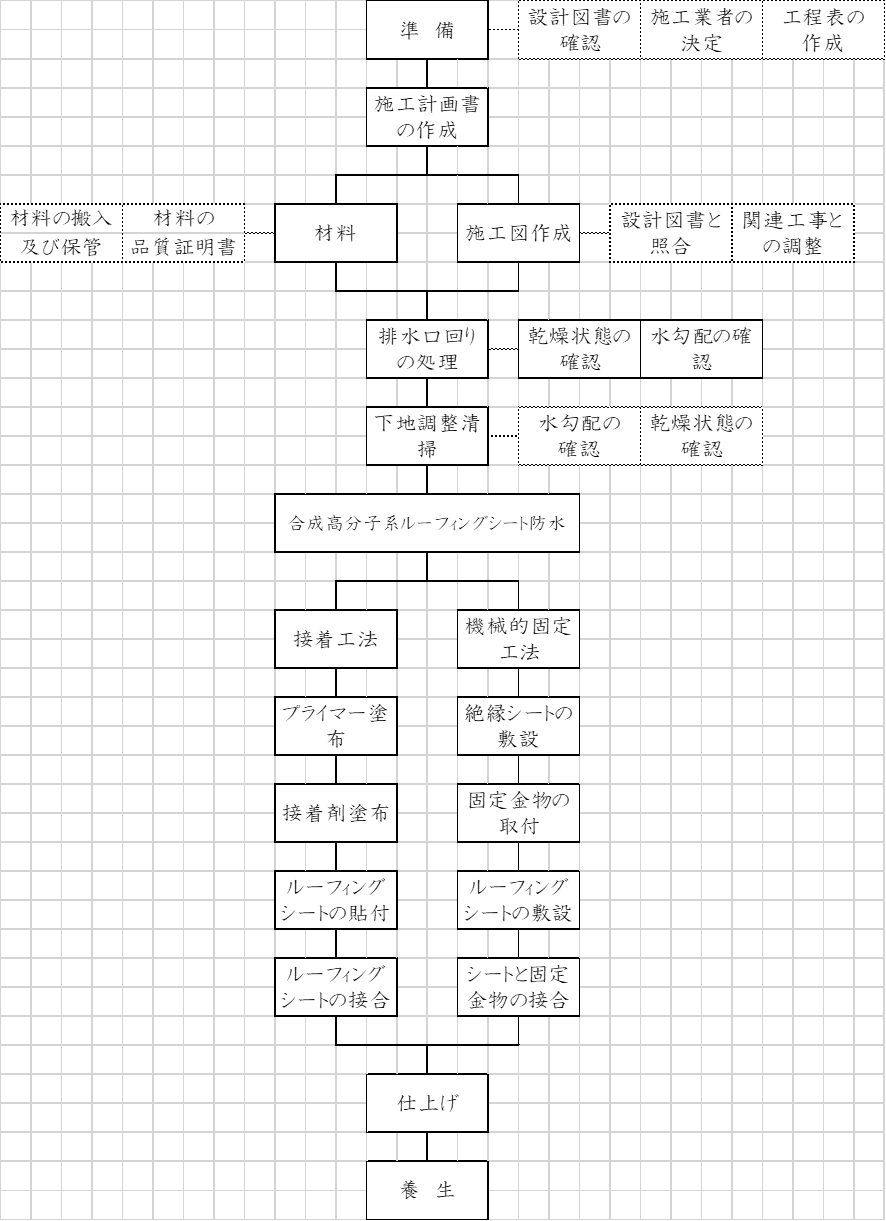 準　備
設計図書の
確認
施工業者の
決定
工程表の
作成
施工計画書
の作成
材料の搬入
及び保管
材料の
品質証明書
材料
施工図作成
設計図書と
照合
関連工事と
の調整
排水口回り
の処理
乾燥状態の
確認
水勾配の確
認
下地調整清
掃
水勾配の
確認
乾燥状態の
確認
合成高分子系ルーフィングシート防水
接着工法
機械的固定
工法
プライマー塗
布
絶縁シートの
敷設
接着剤塗布
固定金物の
取付
ルーフィング
シートの貼付
ルーフィング
シートの敷設
ルーフィング
シートの接合
シートと固定
金物の接合
仕上げ
養　生